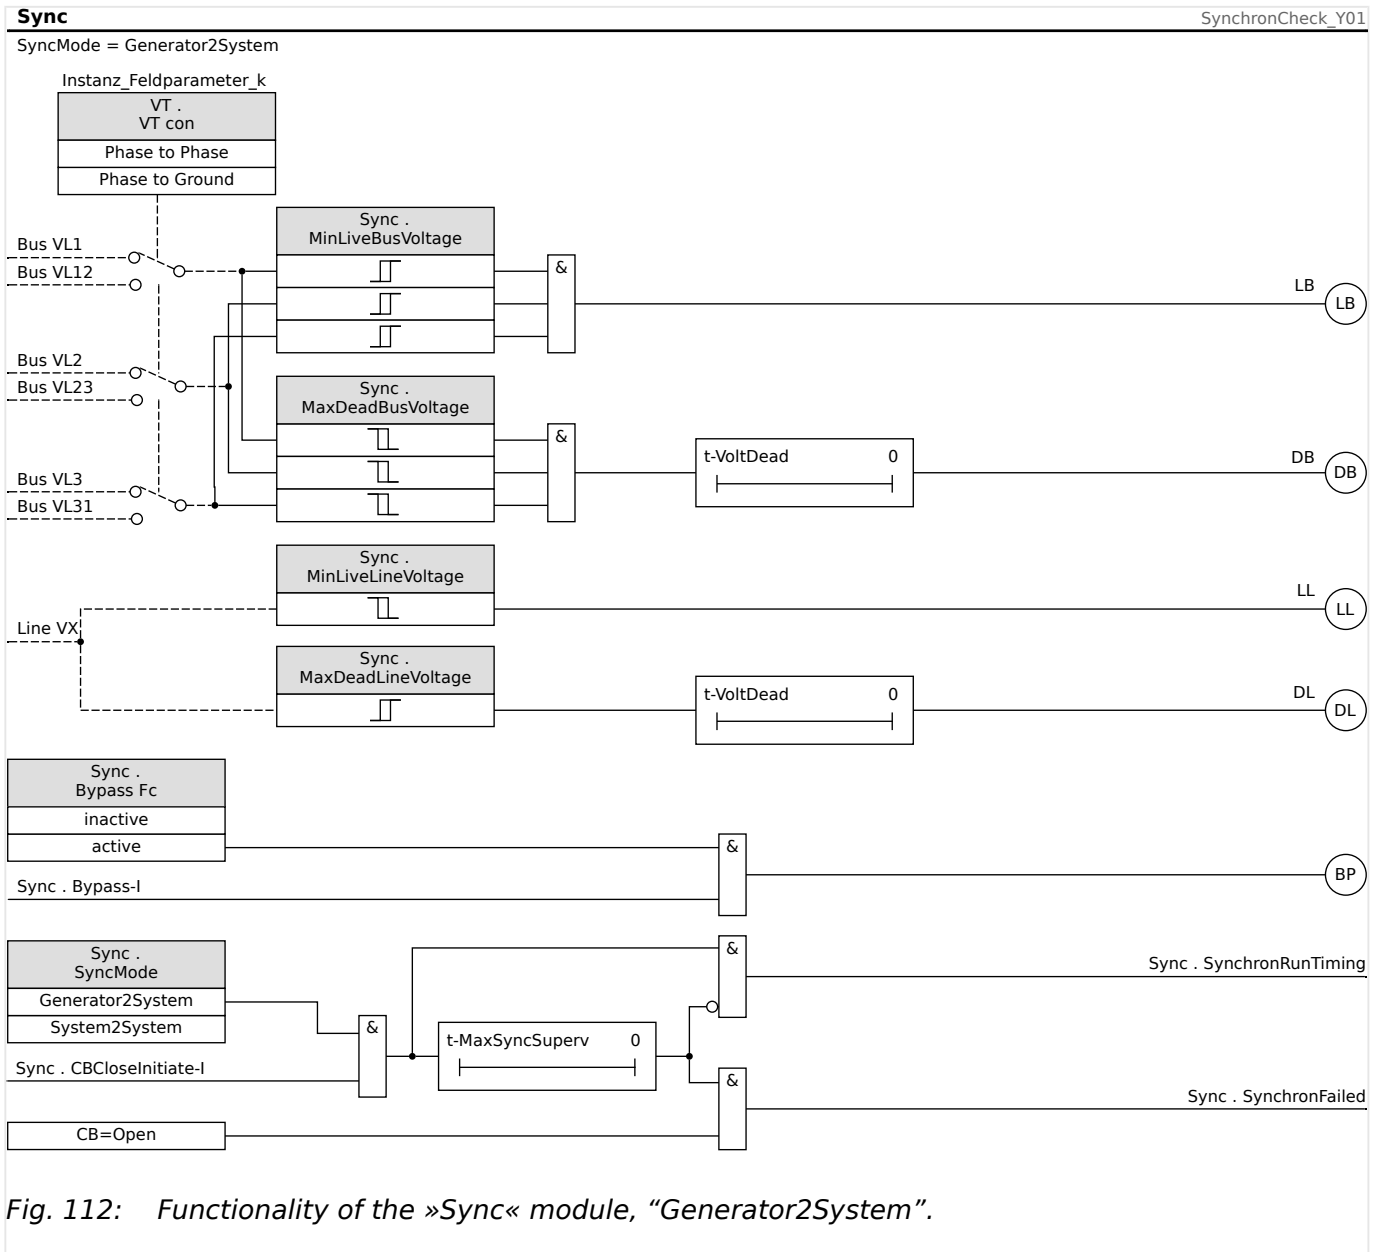 Sync
SynchronCheck_Y01
SyncMode = Generator2System
Instanz_Feldparameter_k
VT .
VT con
Phase to Phase
Phase to Ground
Bus VL1
Bus VL12
Bus VL2
Bus VL23
Bus VL3
Bus VL31
Sync .
MinLiveBusVoltage
&
LB
LB
Sync .
MaxDeadBusVoltage
&
t-VoltDead 0
DB
DB
Sync .
MinLiveLineVoltage
LL
LL
Line VX
Sync .
MaxDeadLineVoltage
t-VoltDead 0
DL
DL
Sync .
Bypass Fc
inactive
active
Sync . Bypass-I
&
BP
Sync .
SyncMode
Generator2System
System2System
Sync . CBCloseInitiate-I
&
t-MaxSyncSuperv 0
&
Sync . SynchronRunTiming
&
Sync . SynchronFailed
CB=Open
Fig. 112: Functionality of the »Sync« module, “Generator2System”.